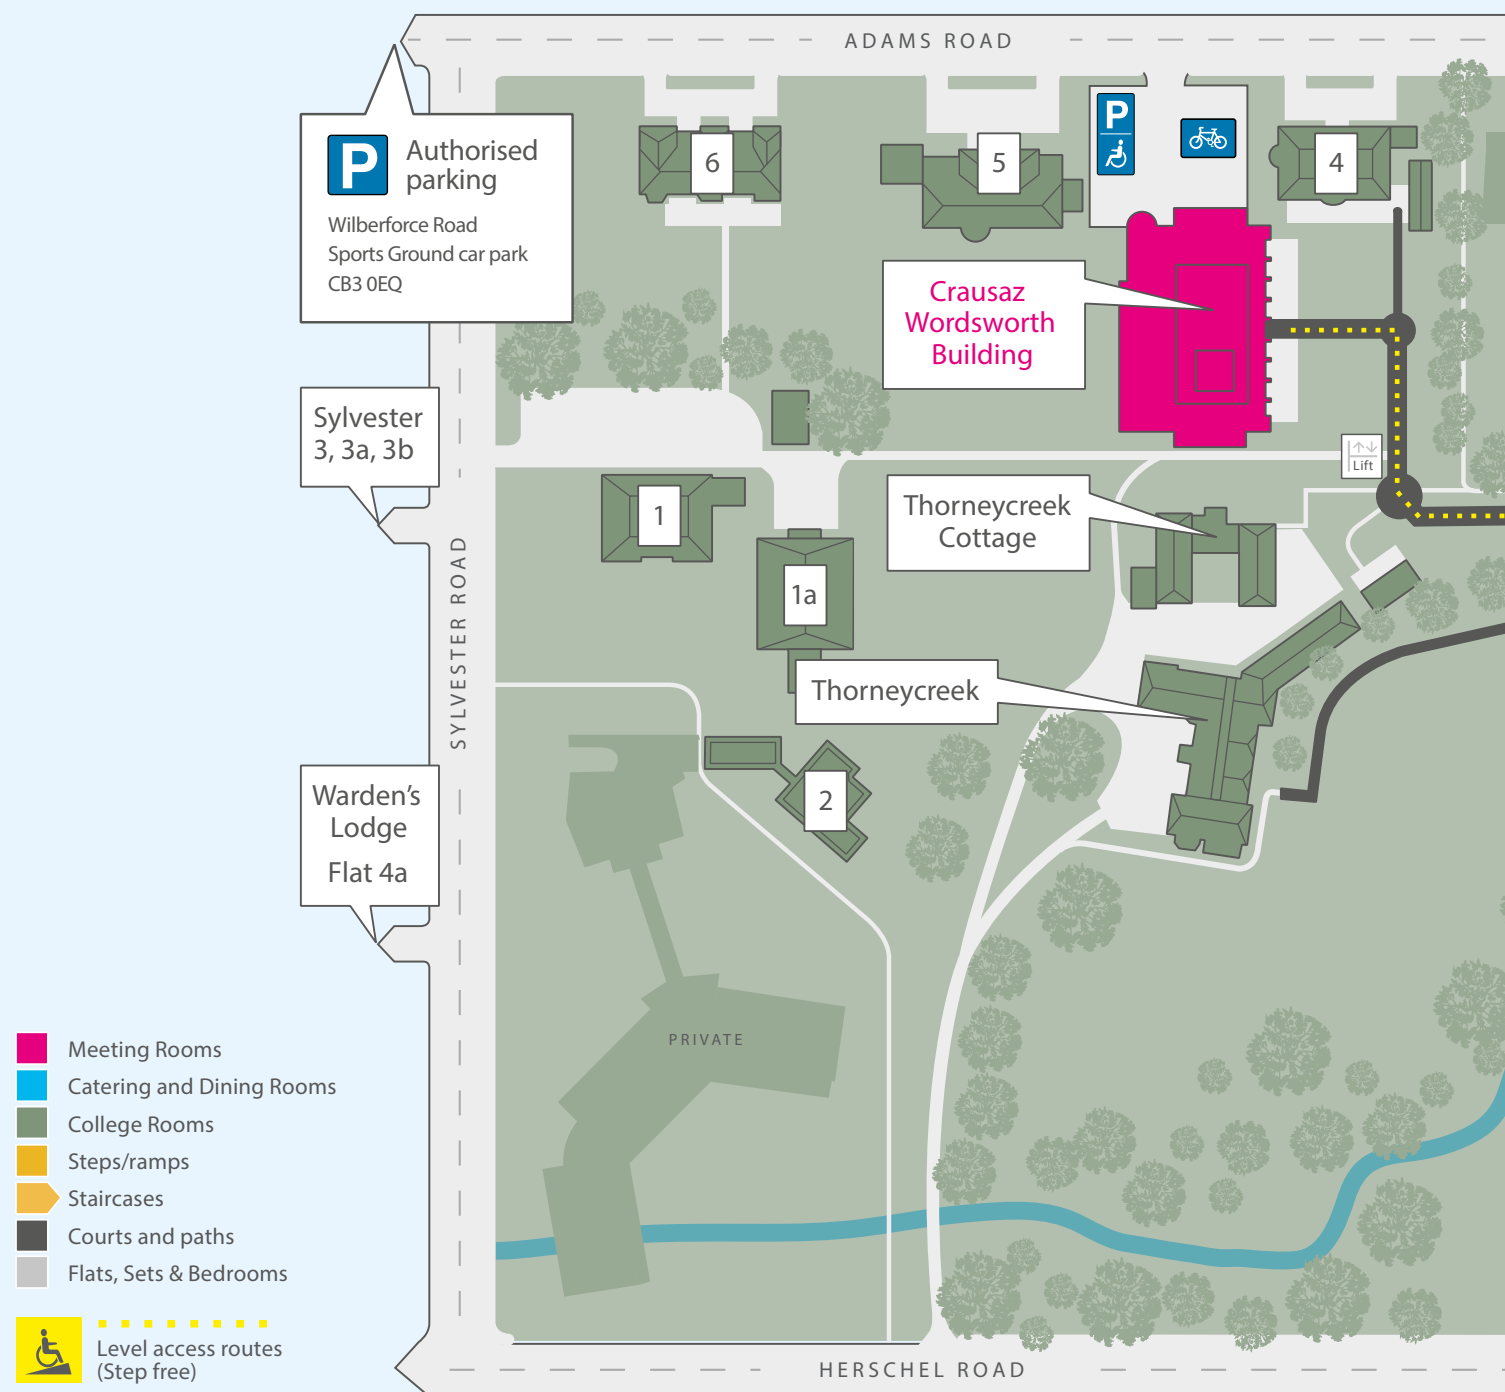 ADAMS ROAD
P
Authorised
parking
Wilberforce Road
Sports Ground car park
CB3 0EQ
6
5
P
4
Crausaz
Wordsworth
Building
Sylvester
3, 3a, 3b
Lift
1
Thorneycreek
Cottage
1a
SYLVESTER ROAD
Thorneycreek
2
Warden's
Lodge
Flat 4a
PRIVATE
Meeting Rooms
Catering and Dining Rooms
College Rooms
Steps/ramps
Staircases
Courts and paths
Flats, Sets & Bedrooms
Level access routes
(Step free)
HERSCHEL ROAD